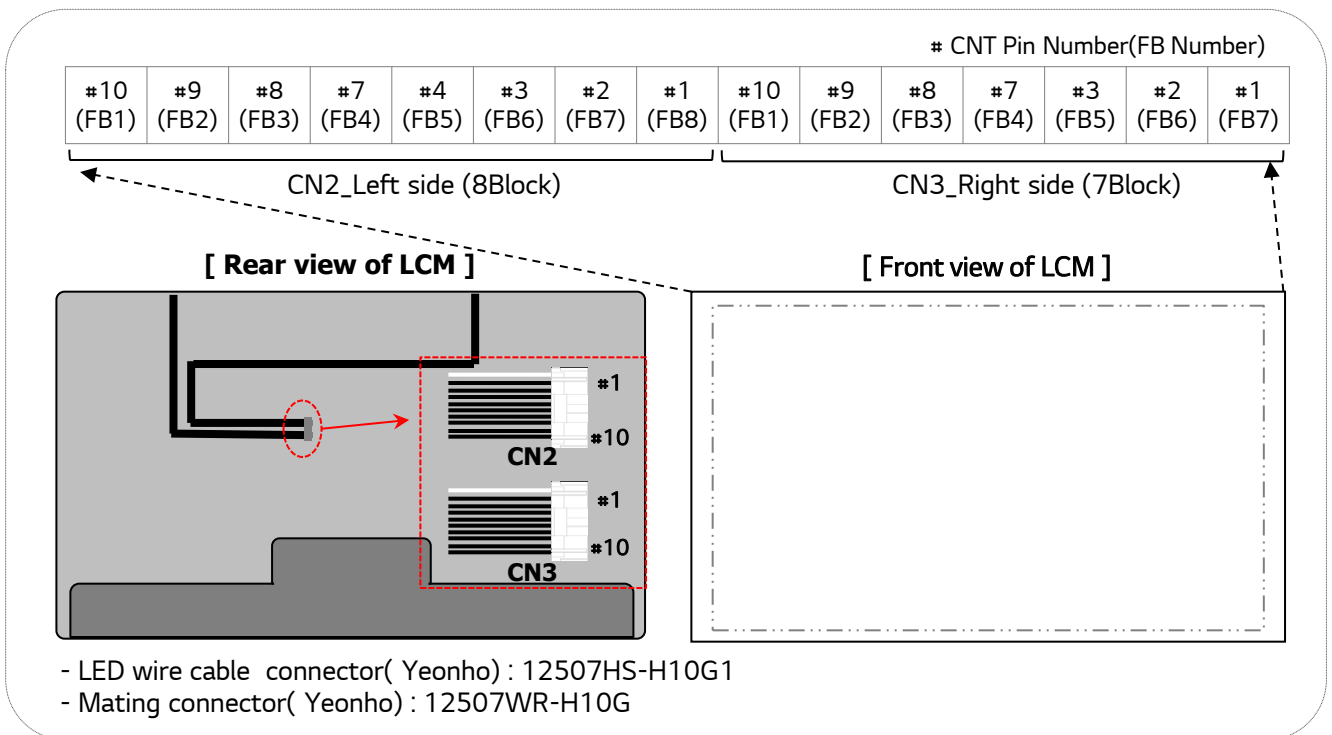 # CNT Pin Number(FB Number)
#10 #9 #8 #7 #4 #3 #2 #1 #10 #9 #8 #7 #3 #2 #1
(FB1) (FB2) (FB3) (FB4) (FB5) (FB6) (FB7) (FB8) (FB1) (FB2) (FB3) (FB4) (FB5) (FB6) (FB7)
CN2_Left side (8Block) CN3_Right side (7Block)
[ Rear view of LCM ] [ Front view of LCM ]
#1
#10
CN2
#1
#10
CN3
- LED wire cable connector( Yeonho) : 12507HS-H10G1
- Mating connector( Yeonho) : 12507WR-H10G